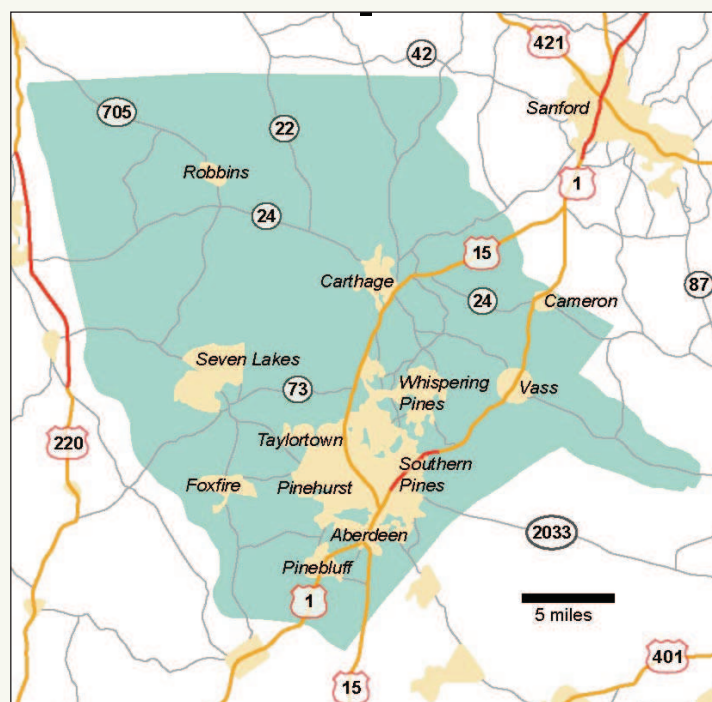 42
421
Sanford
705
22
Robbins
1
24
15
Carthage
24
Cameron
87
Seven Lakes
73
Whispering
Pines
Vass
Taylortown
220
Foxfire
Pinehurst
Southern
Pines
Aberdeen
2033
Pinebluff
1
5 miles
15
401